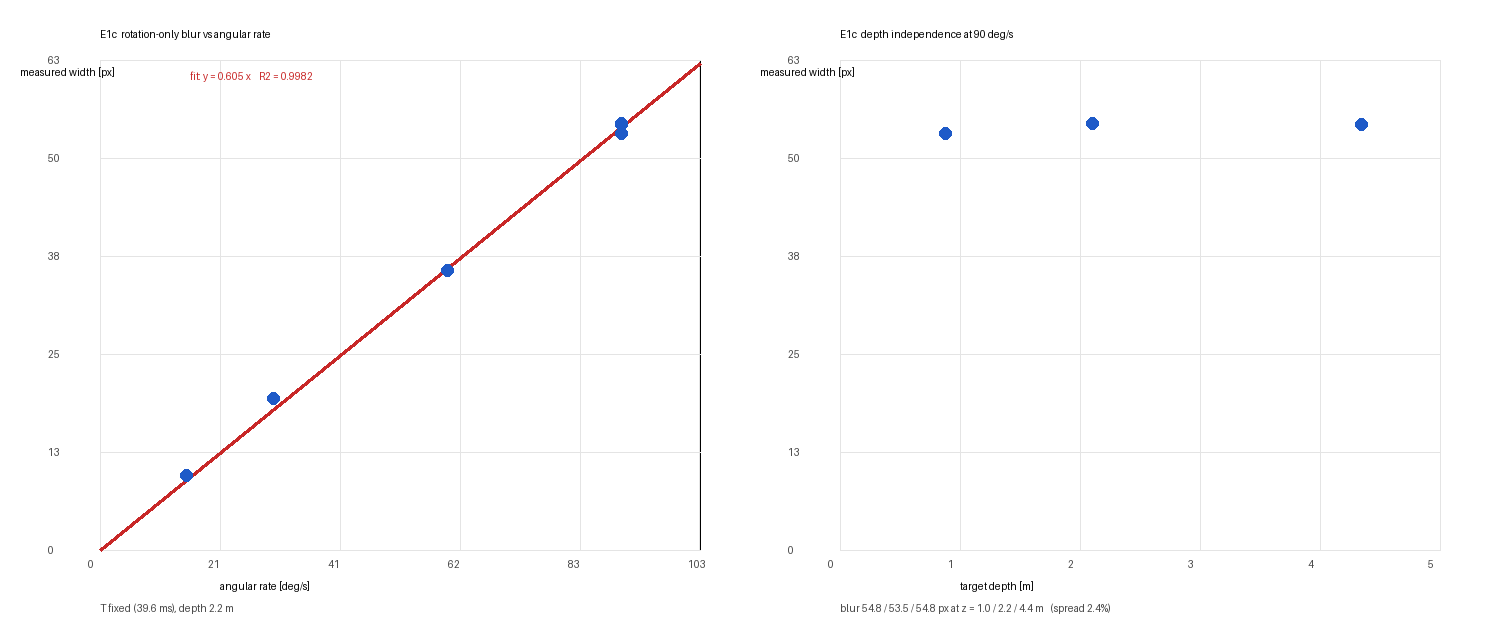 E1c rotation-only blur vs angular rate
63
measured width [px]
fit y = 0.605 x R2 = 0.9982
50
38
25
13
0
0 21 41 62 83 103
angular rate [deg/s]
T fixed (39.6 ms), depth 2.2 m
E1c depth independence at 90 deg/s
63
measured width [px]
50
38
25
13
0
0 1 2 3 4 5
target depth [m]
blur 54.8 / 53.5 / 54.8 px at z = 1.0 / 2.2 / 4.4 m (spread 2.4%)